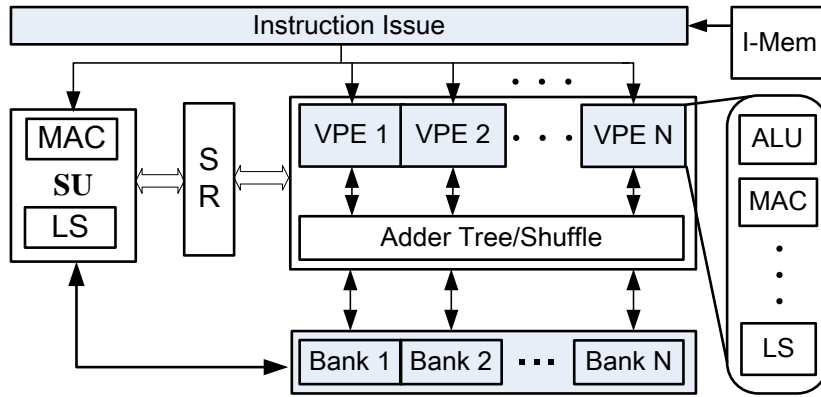 Instruction Issue
I-Mem
MAC
SU
LS
S
R
VPE 1
VPE 2
. . .
. . .
VPE N
Adder Tree/Shuffle
Bank 1
Bank 2
...
Bank N
ALU
MAC
.
.
.
LS